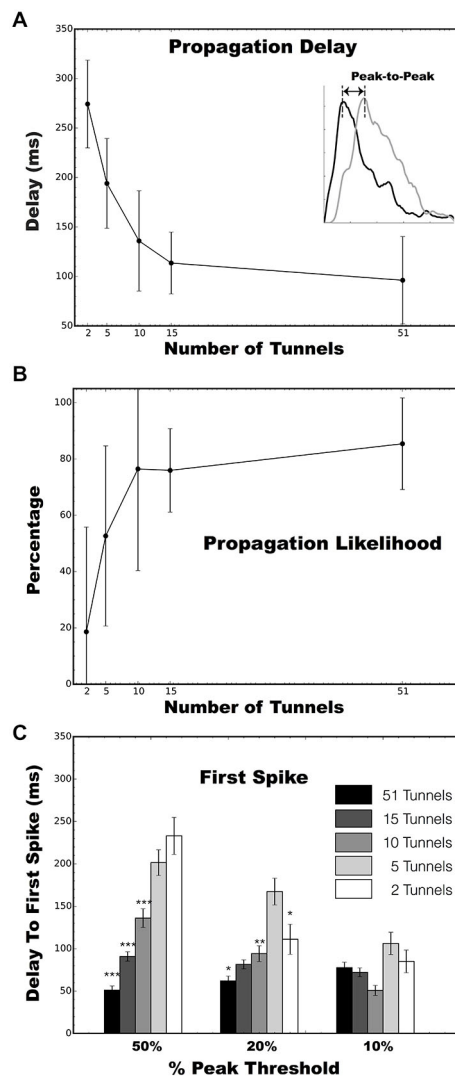 A
Propagation Delay
Peak-to-Peak
Delay (ms)
350
300
250
200
150
100
50
2 5 10 15 51
Number of Tunnels
B
Propagation Likelihood
Percentage
100
80
60
40
20
0
2 5 10 15 51
Number of Tunnels
C
First Spike
Delay To First Spike (ms)
350
300
250
200
150
100
50
0
51 Tunnels
15 Tunnels
10 Tunnels
5 Tunnels
2 Tunnels
*** *** ***
* ** *
50% 20% 10%
% Peak Threshold